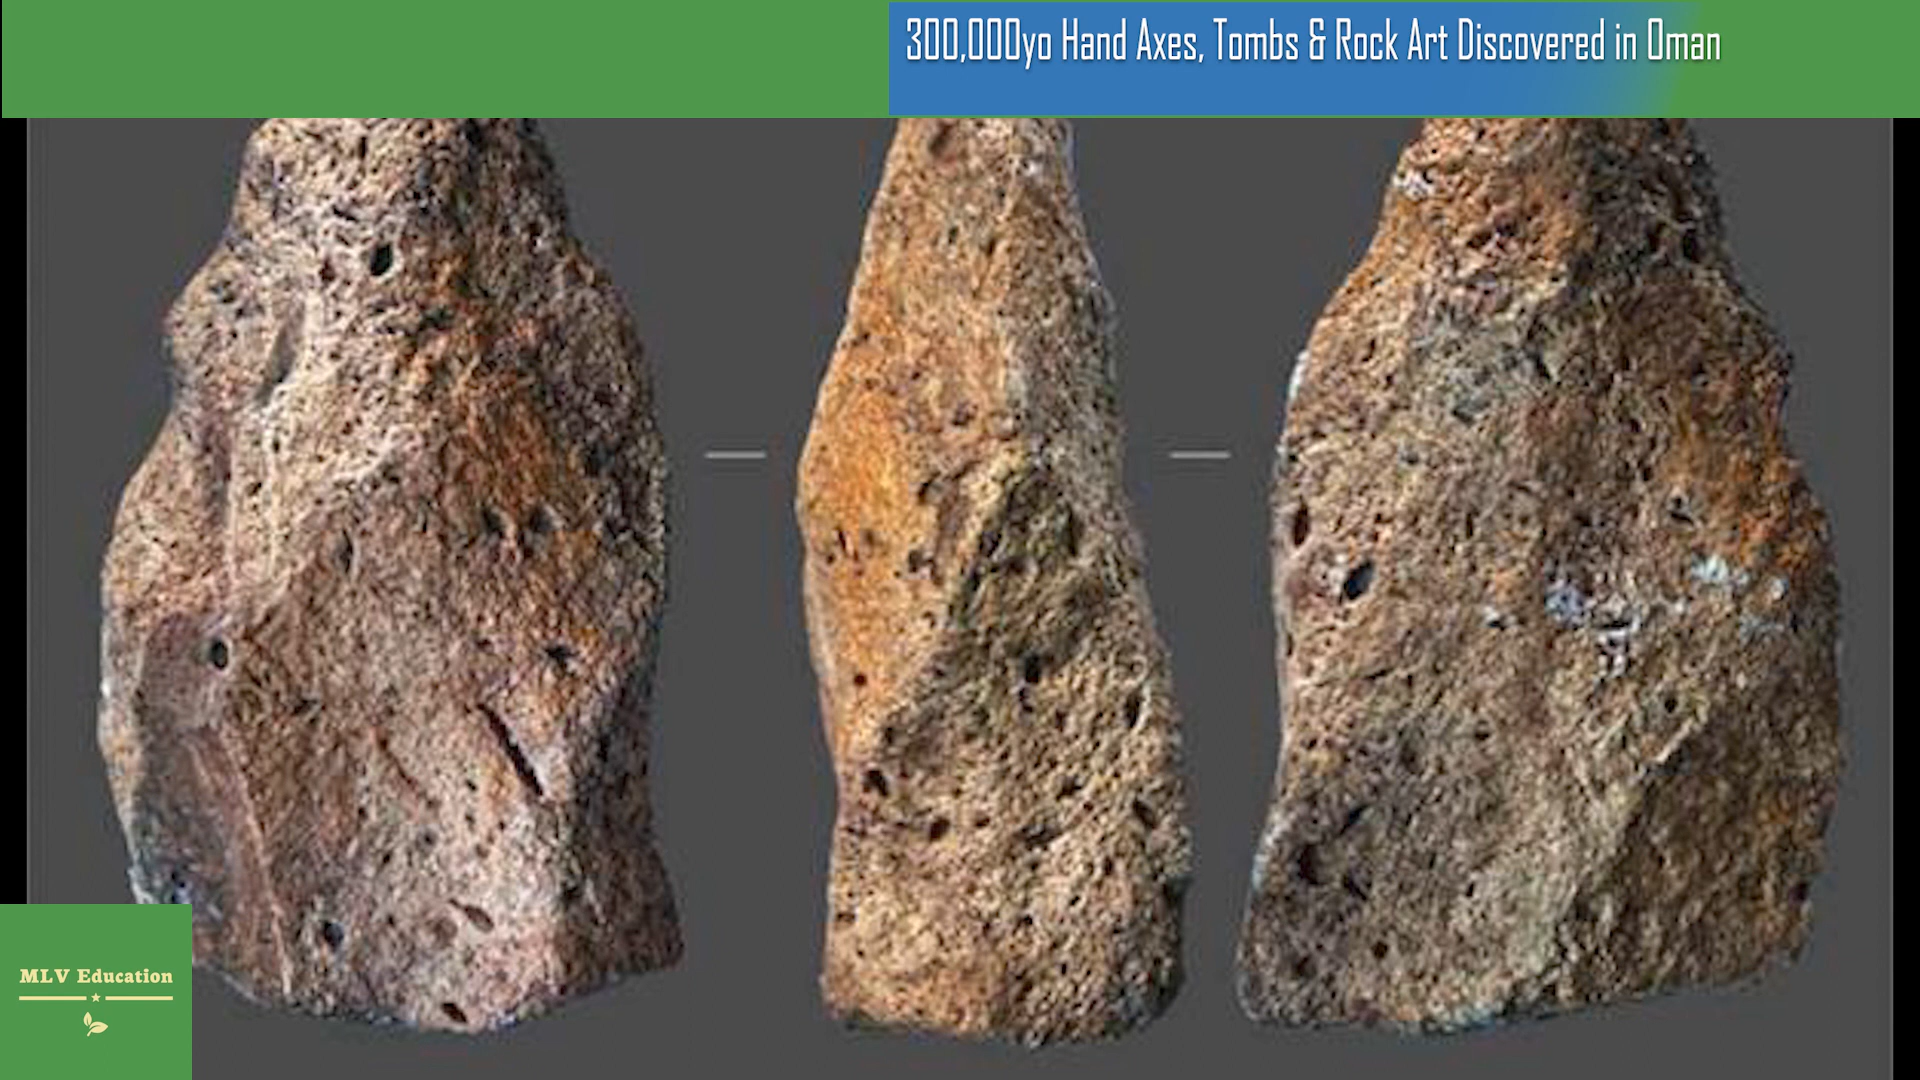 300,000yo Hand Axes, Tombs & Rock Art Discovered in Oman
MLV Education